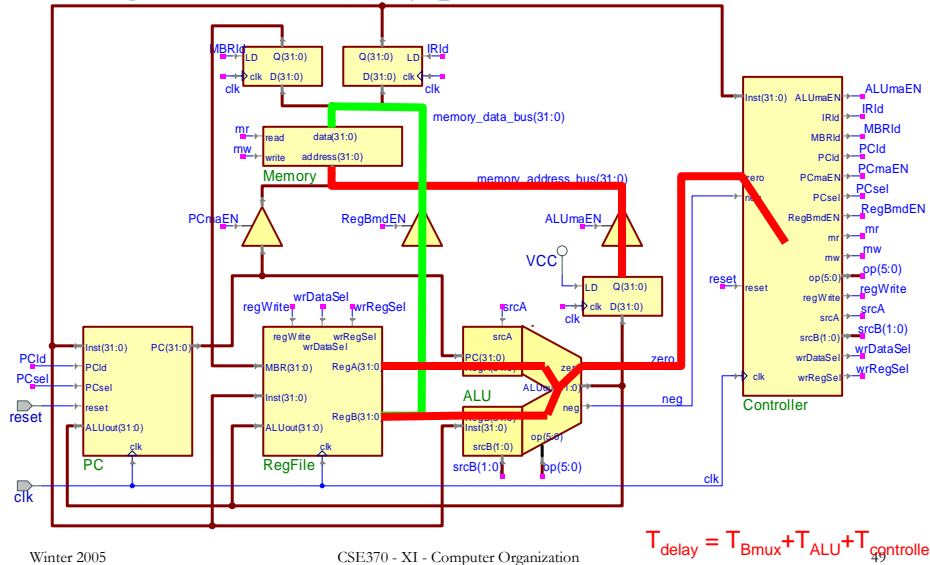 MBRld
LD
Q(31:0)
D(31:0)
clk
clk
Q(31:0)
D(31:0)
LD
clk
IRld
clk
memory_data_bus(31:0)
mr
mw
read
write
data(31:0)
address(31:0)
Memory
memory_address_bus(31:0)
PCmaEN
RegBmdEN
ALUmaEN
VCC
LD
clk
Q(31:0)
D(31:0)
clk
Inst(31:0)
zero
reset
clk
ALUmaEN
IRld
MBRld
PCld
PCmaEN
PCsel
RegBmdEN
mr
mw
op(5:0)
regWrite
srcA
srcB(1:0)
wrDataSel
wrRegSel
ALUmaEN
IRld
MBRld
PCld
PCmaEN
PCsel
RegBmdEN
mr
mw
op(5:0)
regWrite
srcA
srcB(1:0)
wrDataSel
wrRegSel
Controller
reset
PCld
PCsel
reset
Inst(31:0)
PCld
PCsel
reset
ALUout(31:0)
PC(31:0)
clk
PC
regWrite
wrDataSel
wrRegSel
regWrite
wrDataSel
wrRegSel
MBR(31:0)
Inst(31:0)
ALUout(31:0)
RegA(31:0)
RegB(31:0)
clk
RegFile
srcA
srcA
PC(31:0)
ALU
Inst(31:0)
srcB(1:0)
op(5:0)
neg
srcB(1:0)
op(5:0)
zero
neg
clk
clk
Winter 2005
CSE370 - XI - Computer Organization
49
Tdelay = TBmux+TALU+Tcontrolle